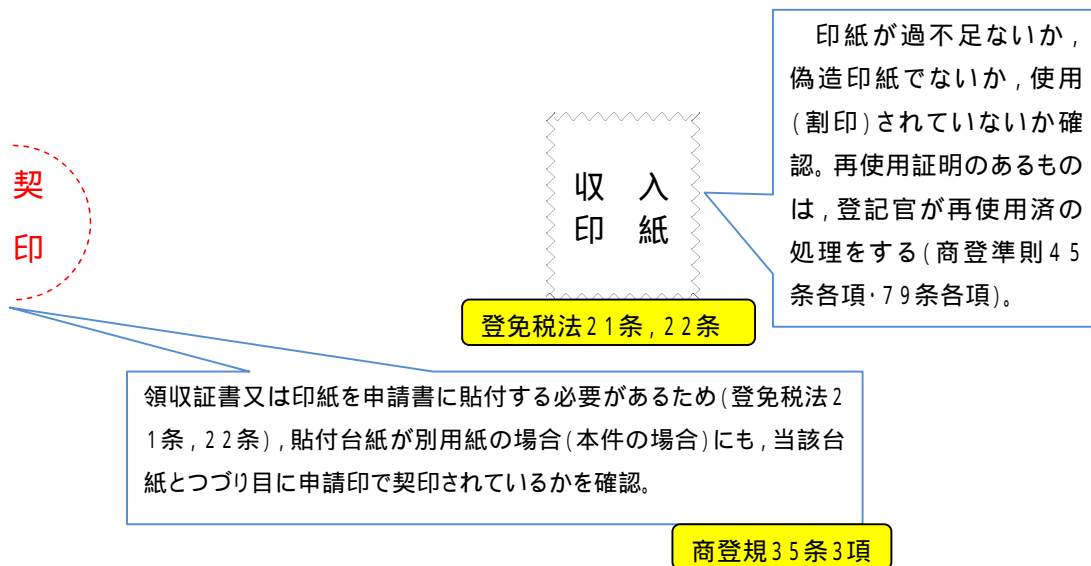 印紙が過不足ないか,
偽造印紙でないか,使用
(割印)されていないか確
認。再使用証明のあるもの
は,登記官が再使用済の
処理をする(商登準則45
条各項・79条各項)。
契
印
収 入
印 紙
登免税法21条,22条
領収証書又は印紙を申請書に貼付する必要があるため(登免税法2
1条,22条),貼付台紙が別用紙の場合(本件の場合)にも,当該台
紙とつづり目に申請印で契印されているかを確認。
商登規35条3項